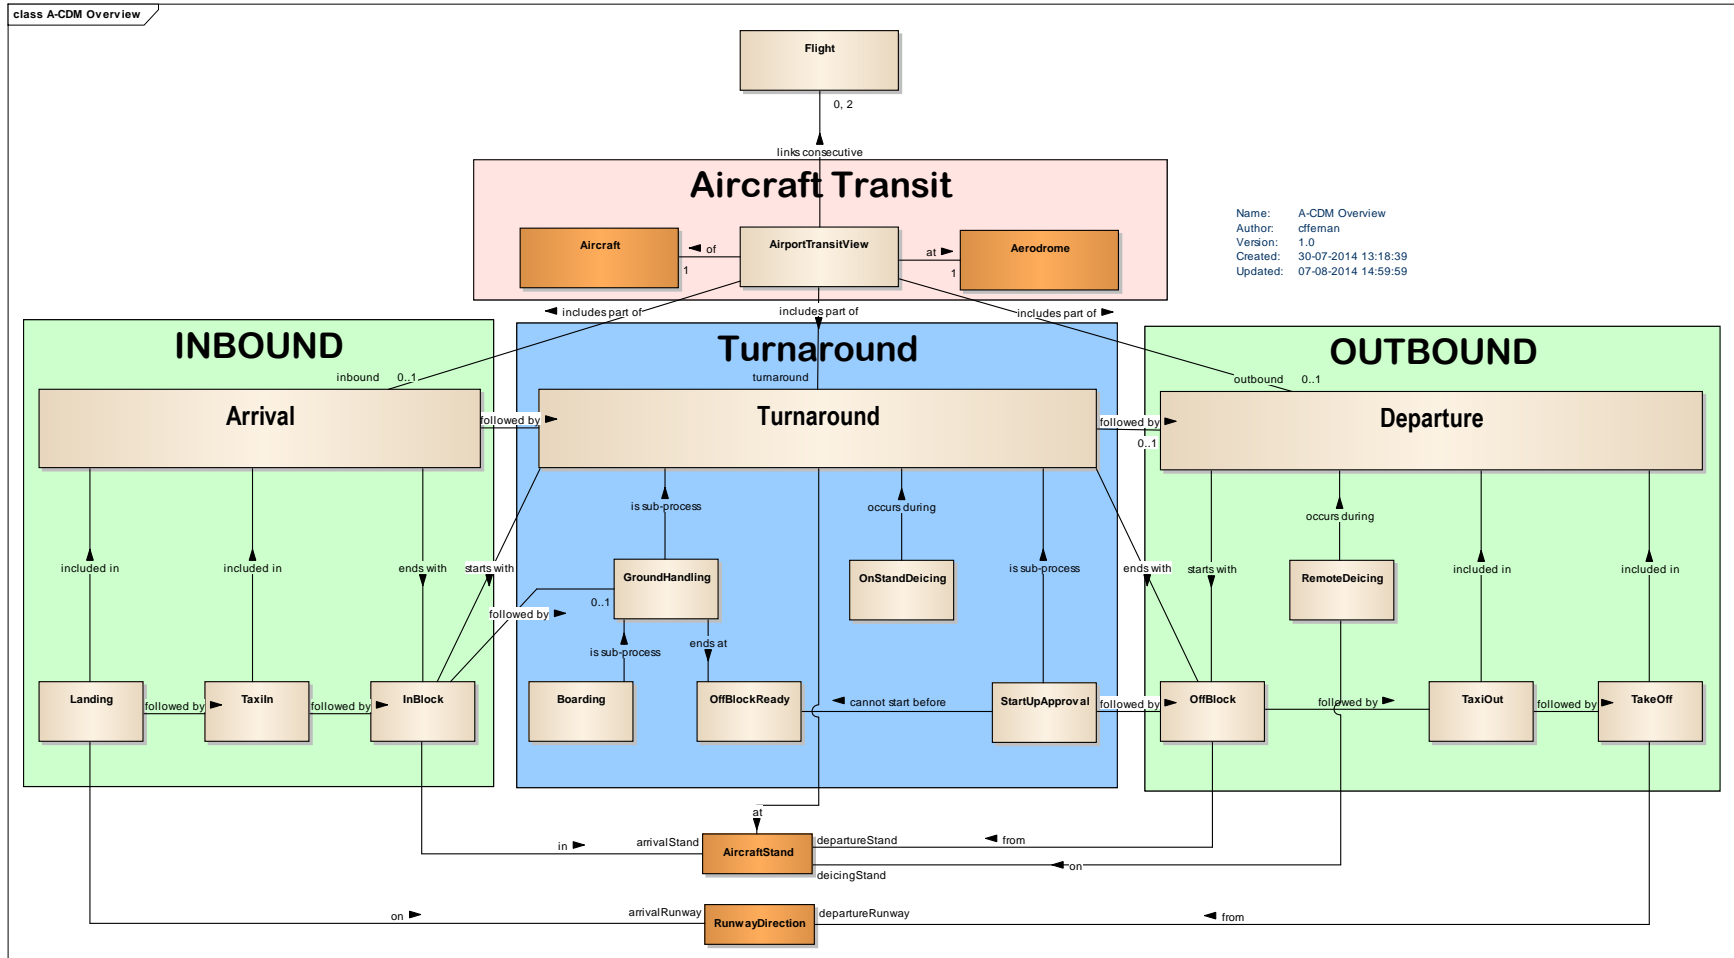 class A-CDM Overview
Flight
0, 2
links consecutive
Aircraft Transit
Aircraft
of
1
AirportTransitView
at
1
Aerodrome
Name: A-CDM Overview
Author: cffernan
Version: 1.0
Created: 30-07-2014 13:18:39
Updated: 07-08-2014 14:59:59
includes part of
includes part of
includes part of
INBOUND
Turnaround
OUTBOUND
inbound 0..1
turnaround
outbound 0..1
Arrival
followed by
Turnaround
followed by
0..1
Departure
is sub-process
occurs during
occurs during
included in
included in
ends with
starts with
GroundHandling
OnStandDeicing
is sub-process
ends with
starts with
RemoteDeicing
included in
included in
followed by
0..1
is sub-process
ends at
Landing
followed by
TaxiIn
followed by
InBlock
Boarding
OffBlockReady
cannot start before
StartUpApproval
followed by
OffBlock
followed by
TaxiOut
followed by
TakeOff
at
in
arrivalStand
AircraftStand
departureStand
from
on
deicingStand
on
arrivalRunway
RunwayDirection
departureRunway
from